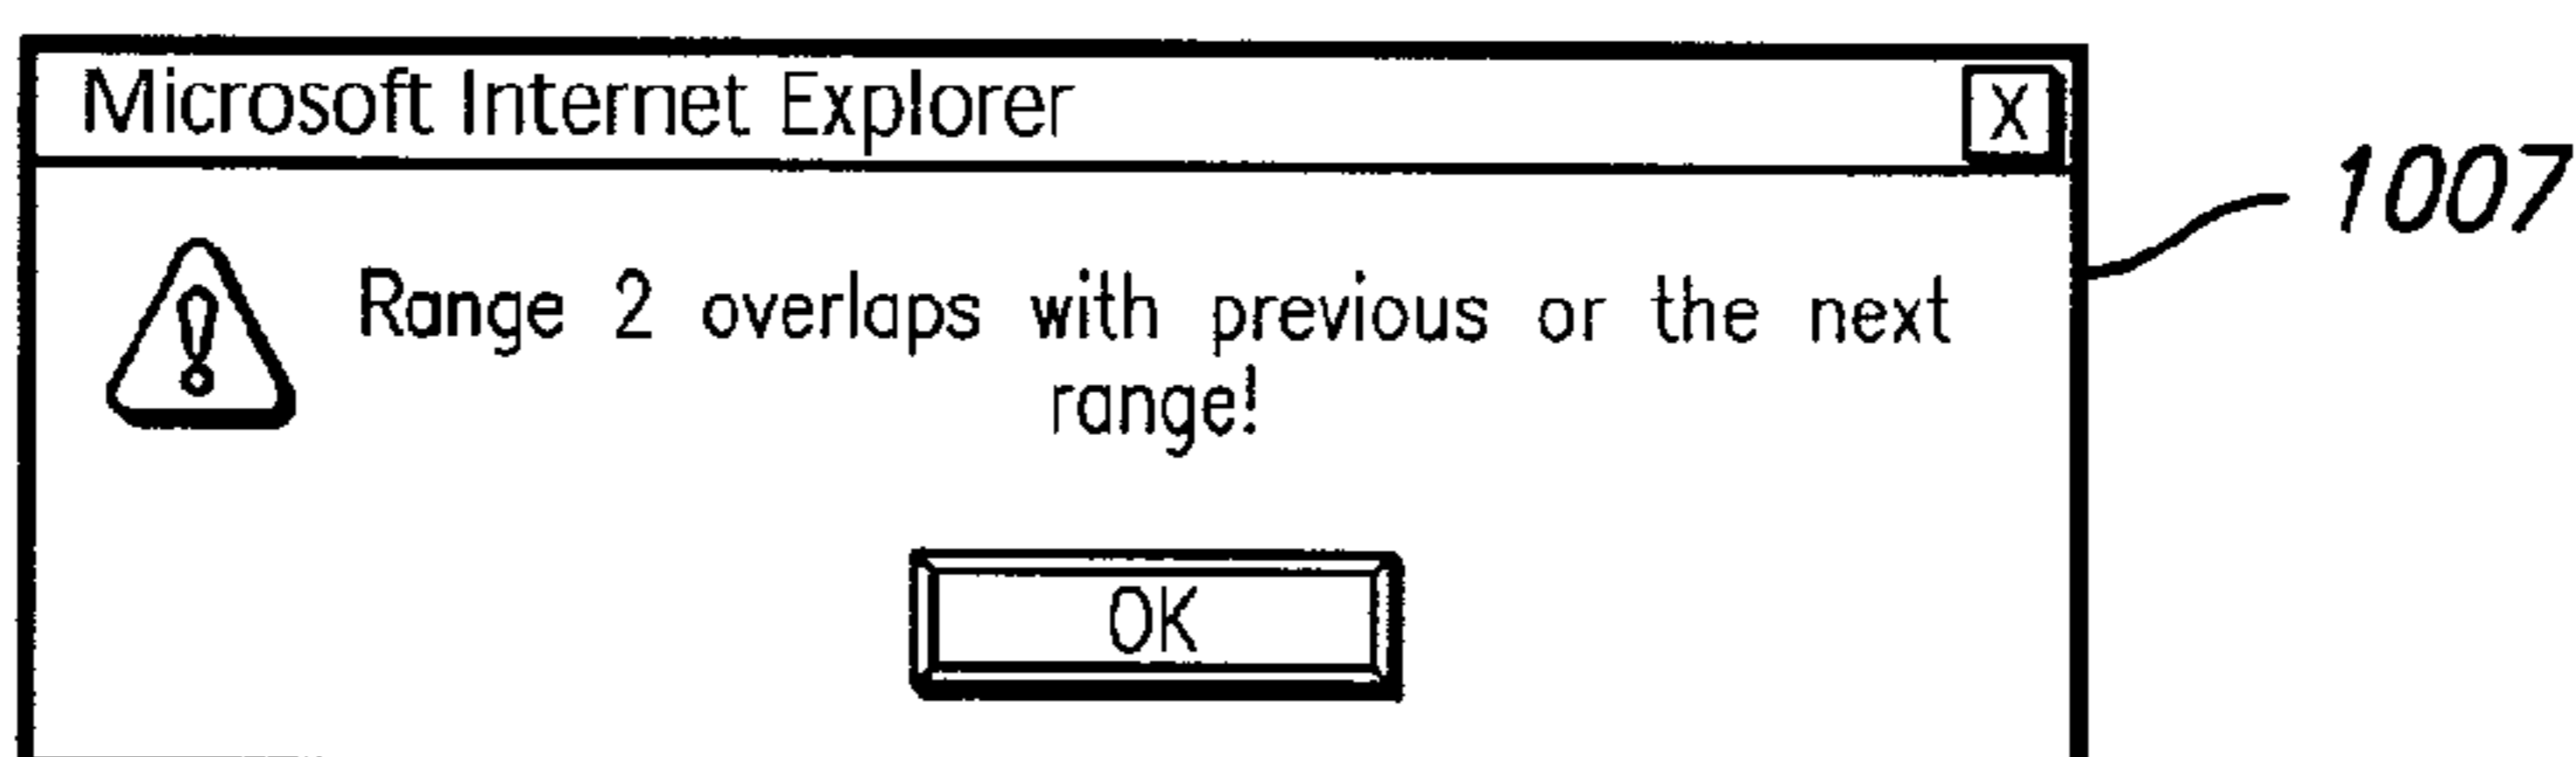 Microsoft Internet Explorer X
1007
Range 2 overlaps with previous or the next
range!
OK